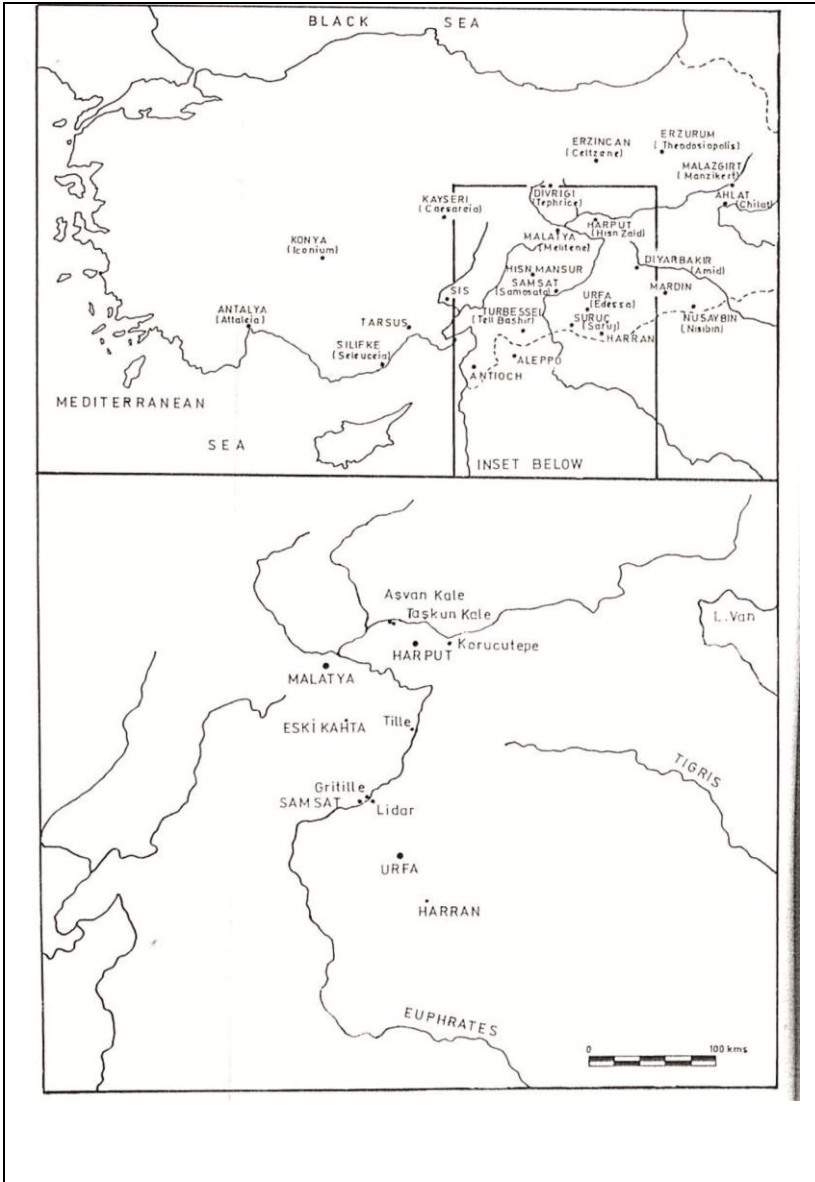 BLACK SEA
ERZINCAN
(Celtzene)
ERZURUM
(Theodosiopolis)
MALAZGIRT
(Manzikert)
AHLAT
(Chilat)
KAYSERI
(Caesareia)
DIVRIGI
(Tephrice)
HARPUT
(Hısn Zaid)
MALATYA
(Melitene)
KONYA
(Iconium)
HISN MANSUR
SAMSAT
(Samosata)
DIYARBAKIR
(Amid)
SIS
URFA
(Edessa)
MARDIN
ANTALYA
(Attaleia)
TARSUS
TURBESSEL
(Tell Bashir)
SURUÇ
(Saruj)
NUSAYBIN
(Nisibin)
SILIFKE
(Seleuceia)
HARRAN
ALEPPO
ANTIOCH
MEDITERRANEAN
SEA
INSET BELOW
Aşvan Kale
Taşkun Kale
L.Van
HARPUT
Korucutepe
MALATYA
ESKI KAHTA
Tille
TIGRIS
Gritille
SAMSAT
Lidar
URFA
HARRAN
EUPHRATES
0 100 kms